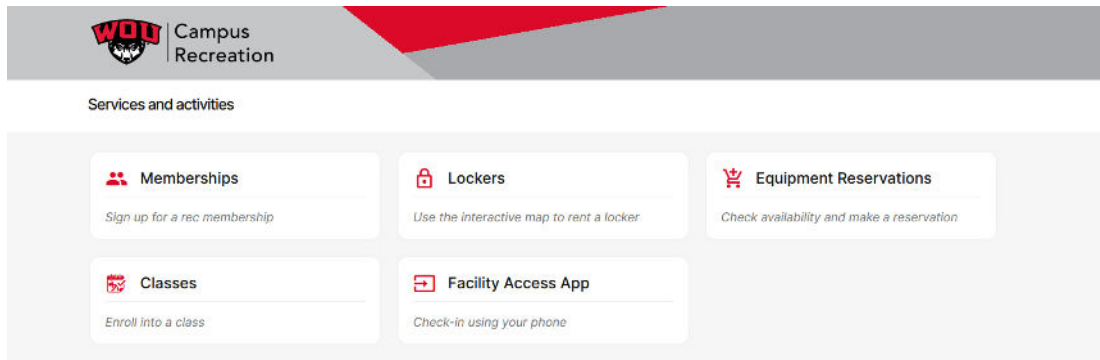 WOU
Campus
Recreation
Services and activities
Memberships
Sign up for a rec membership
Lockers
Use the interactive map to rent a locker
Equipment Reservations
Check availability and make a reservation
Classes
Enroll into a class
Facility Access App
Check-in using your phone